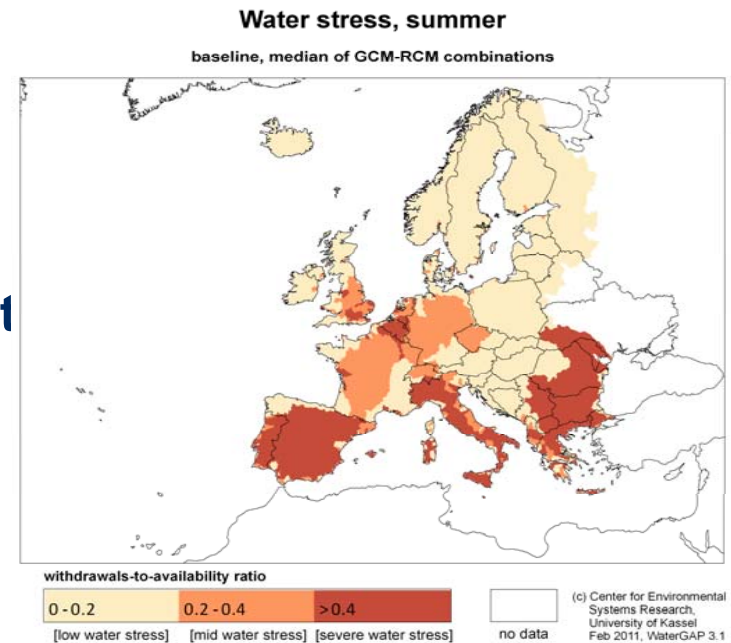 Water stress, summer
baseline, median of GCM-RCM combinations
t
withdrawals-to-availability ratio
0 - 0.2 0.2 - 0.4 >0.4
[low water stress] [mid water stress] [severe water stress] no data
(c) Center for Environmental
Systems Research,
University of Kassel
Feb 2011, WaterGAP 3.1